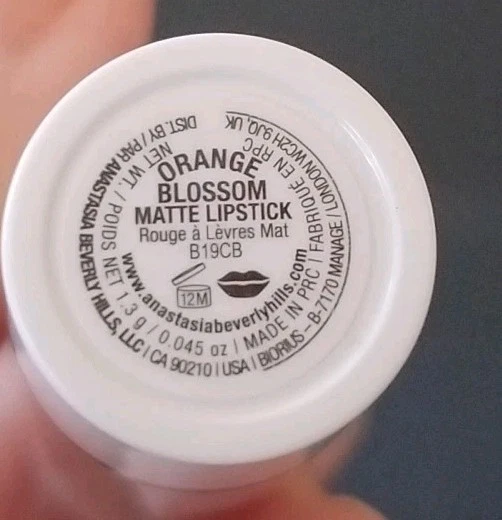 ORANGE
BLOSSOM
MATTE LIPSTICK
Rouge à Lèvres Mat
B19CB
12M
www.anastasiabeverlyhills.com
NET WT. / POIDS NET 1.3 g / 0.045 oz | MADE IN PRC | FABRIQUÉ EN RPC
DIST. BY / PAR ANASTASIA BEVERLY HILLS, LLC | CA 90210 | USA | BIORIUS – B-7170 MANAGE / LONDON WC2H 9JQ, UK